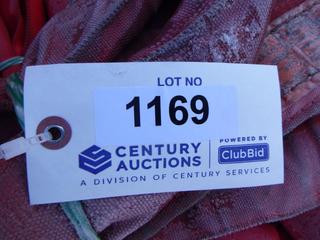 LOT NO
1169
CENTURY
AUCTIONS
POWERED BY
ClubBid
A DIVISION OF CENTURY SERVICES